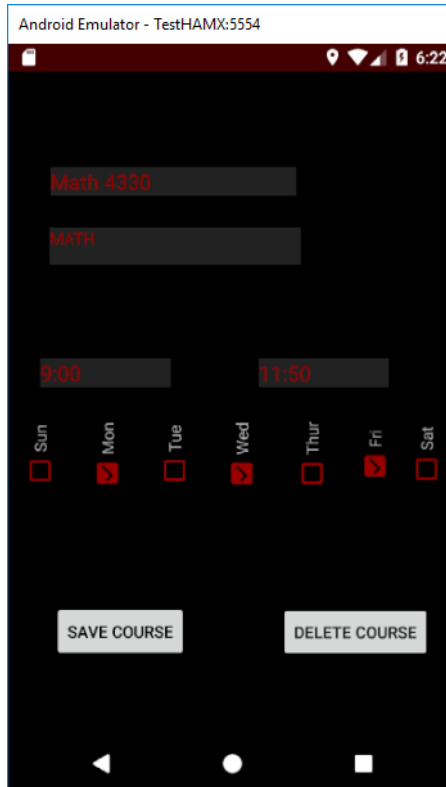 Android Emulator - TestHAMX:5554
6:22
Math 4330
MATH
9:00 11:50
Sun Mon Tue Wed Thur Fri Sat
SAVE COURSE DELETE COURSE